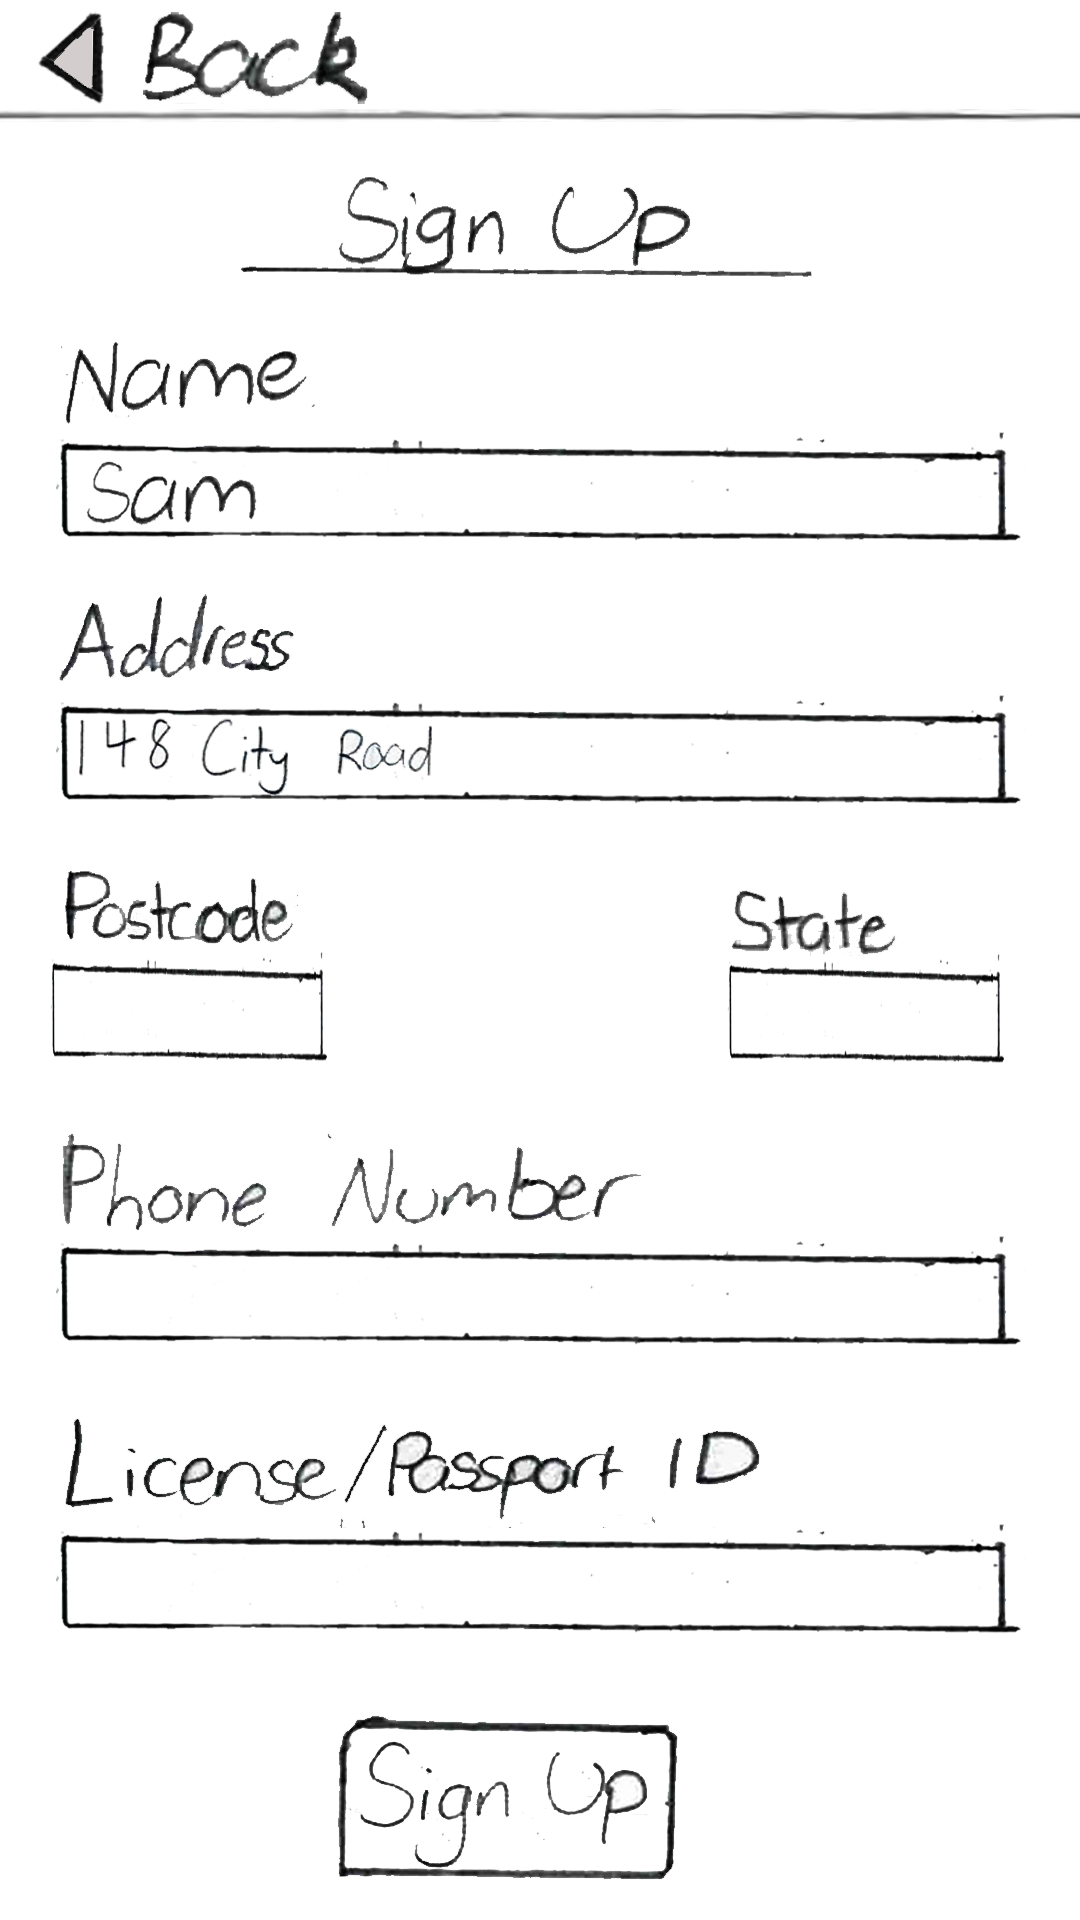 Back
Sign Up
Name
Sam
Address
148 City Road
Postcode State
Phone Number
License/Passport ID
Sign Up